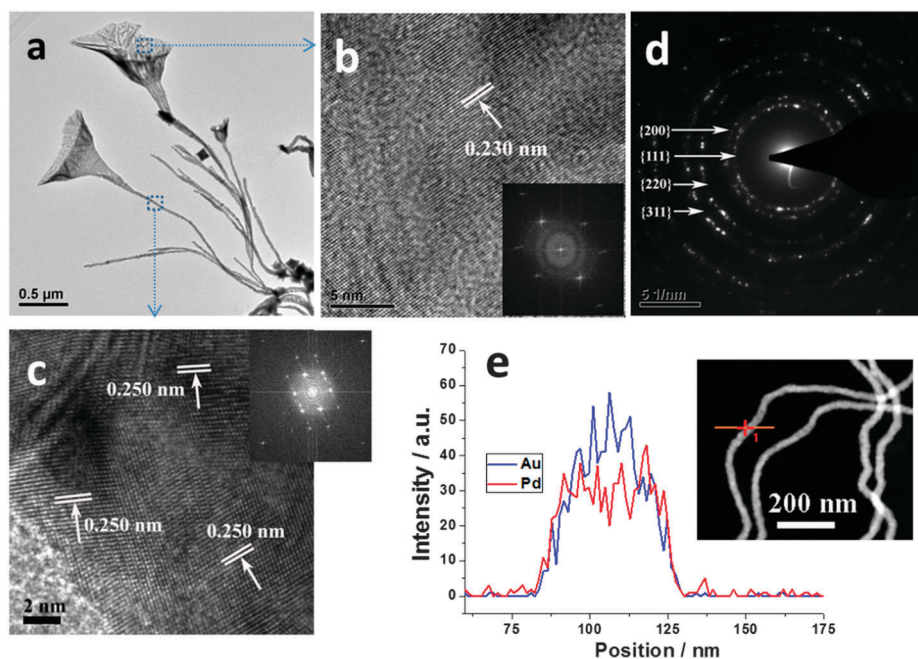 a
0.5 µm
b
0.230 nm
5 nm
d
{200}
{111}
{220}
{311}
5 1/nm
c
0.250 nm
0.250 nm
0.250 nm
2 nm
e
70
60
50
40
30
20
10
0
Intensity / a.u.
Au
Pd
1
200 nm
75
100
125
150
175
Position / nm